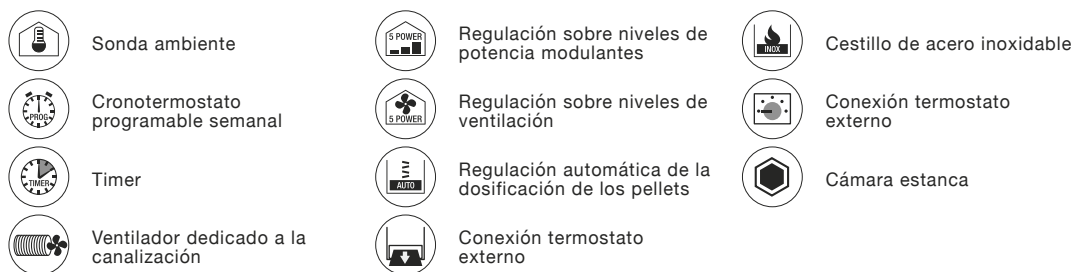 Sonda ambiente
PROG.
Cronotermostato
programable semanal
TIMER
Timer
Ventilador dedicado a la
canalización
5 POWER
Regulación sobre niveles de
potencia modulantes
5 POWER
Regulación sobre niveles de
ventilación
AUTO
Regulación automática de la
dosificación de los pellets
Conexión termostato
externo
INOX
Cestillo de acero inoxidable
Conexión termostato
externo
Cámara estanca